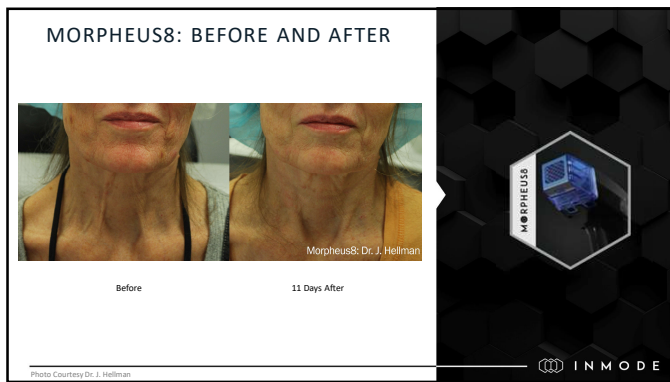 MORPHEUS8: BEFORE AND AFTER
Morpheus8: Dr. J. Hellman
Before
11 Days After
MORPHEUS8
Photo Courtesy Dr. J. Hellman
INMODE